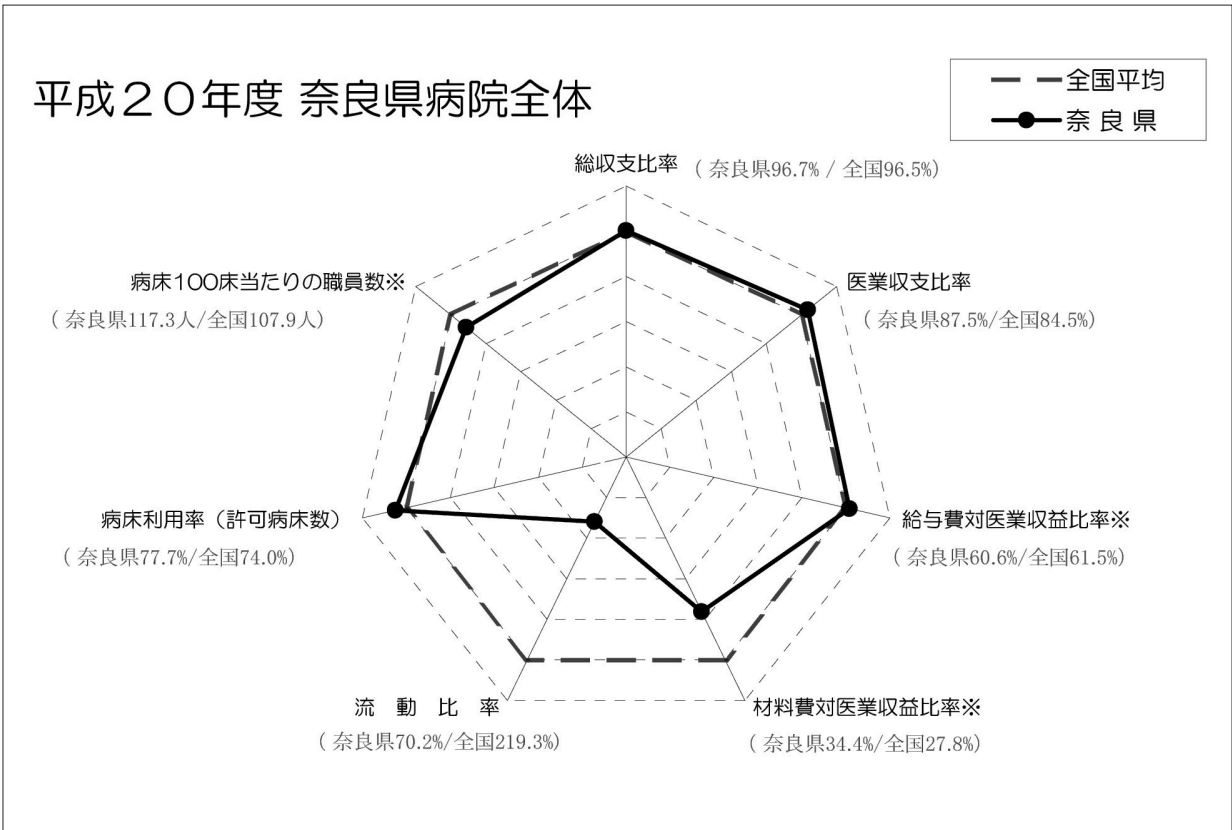 平成２０年度 奈良県病院全体
全国平均
奈 良 県
総収支比率
( 奈良県96.7% / 全国96.5%)
医業収支比率
( 奈良県87.5%/全国84.5%)
給与費対医業収益比率※
( 奈良県60.6%/全国61.5%)
材料費対医業収益比率※
( 奈良県34.4%/全国27.8%)
流 動 比 率
( 奈良県70.2%/全国219.3%)
病床利用率（許可病床数）
( 奈良県77.7%/全国74.0%)
病床100床当たりの職員数※
( 奈良県117.3人/全国107.9人)